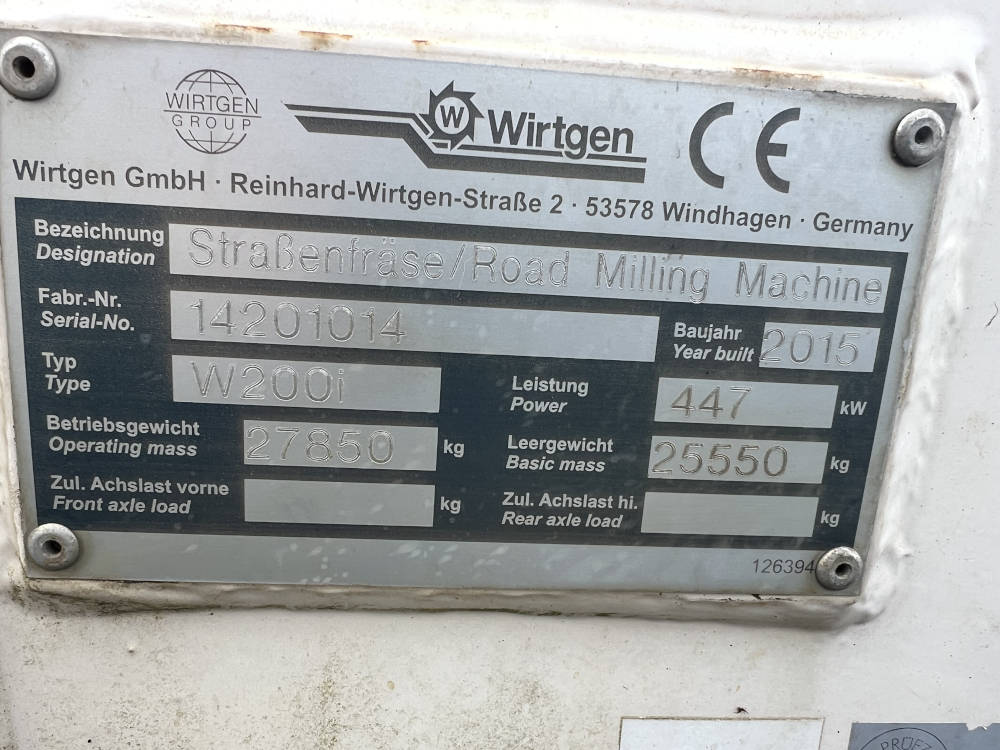 WIRTGEN
GROUP
W Wirtgen CE
Wirtgen GmbH · Reinhard-Wirtgen-Straße 2 · 53578 Windhagen · Germany
Bezeichnung
Designation
Straßenfräse/Road Milling Machine
Fabr.-Nr.
Serial-No.
14201014
Baujahr
Year built
2015
Typ
Type
W200i
Leistung
Power
447 kW
Betriebsgewicht
Operating mass
27850 kg
Leergewicht
Basic mass
25550 kg
Zul. Achslast vorne
Front axle load
kg
Zul. Achslast hi.
Rear axle load
kg
126394